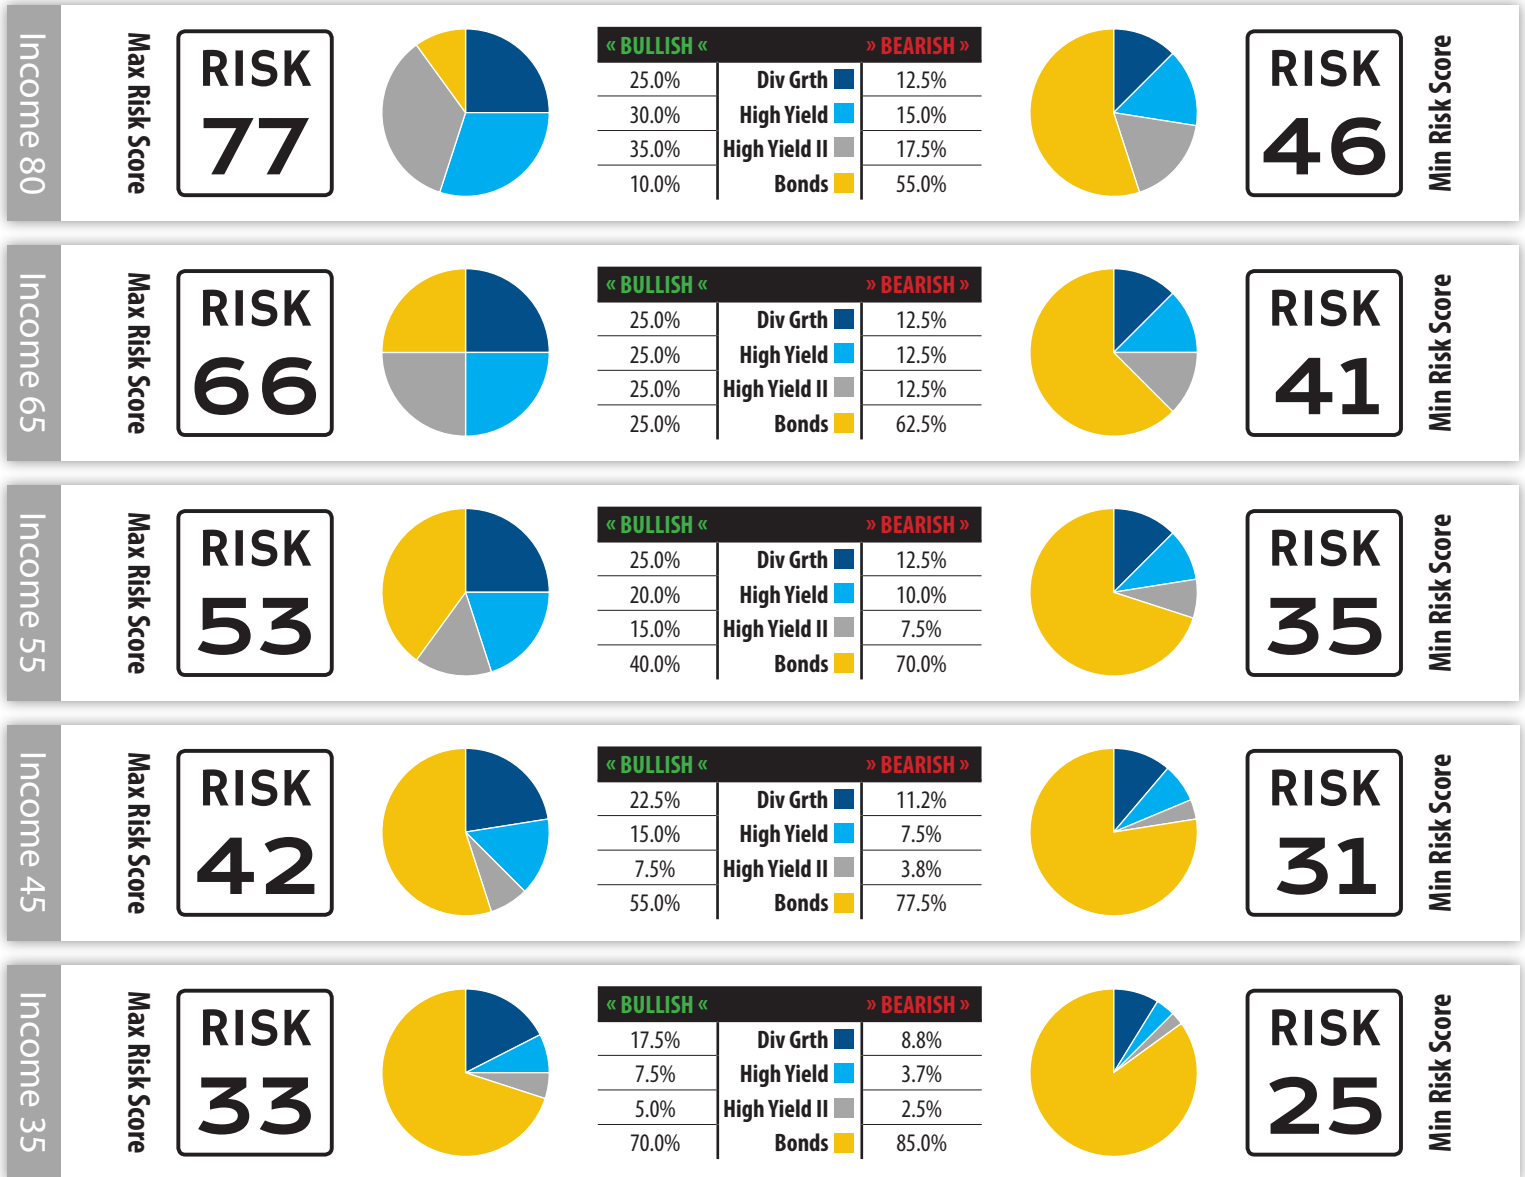 Income 80
Max Risk Score
RISK
77
« BULLISH « » BEARISH »
25.0% Div Grth 12.5%
30.0% High Yield 15.0%
35.0% High Yield II 17.5%
10.0% Bonds 55.0%
RISK
46
Min Risk Score
Income 65
Max Risk Score
RISK
66
« BULLISH « » BEARISH »
25.0% Div Grth 12.5%
25.0% High Yield 12.5%
25.0% High Yield II 12.5%
25.0% Bonds 62.5%
RISK
41
Min Risk Score
Income 55
Max Risk Score
RISK
53
« BULLISH « » BEARISH »
25.0% Div Grth 12.5%
20.0% High Yield 10.0%
15.0% High Yield II 7.5%
40.0% Bonds 70.0%
RISK
35
Min Risk Score
Income 45
Max Risk Score
RISK
42
« BULLISH « » BEARISH »
22.5% Div Grth 11.2%
15.0% High Yield 7.5%
7.5% High Yield II 3.8%
55.0% Bonds 77.5%
RISK
31
Min Risk Score
Income 35
Max Risk Score
RISK
33
« BULLISH « » BEARISH »
17.5% Div Grth 8.8%
7.5% High Yield 3.7%
5.0% High Yield II 2.5%
70.0% Bonds 85.0%
RISK
25
Min Risk Score